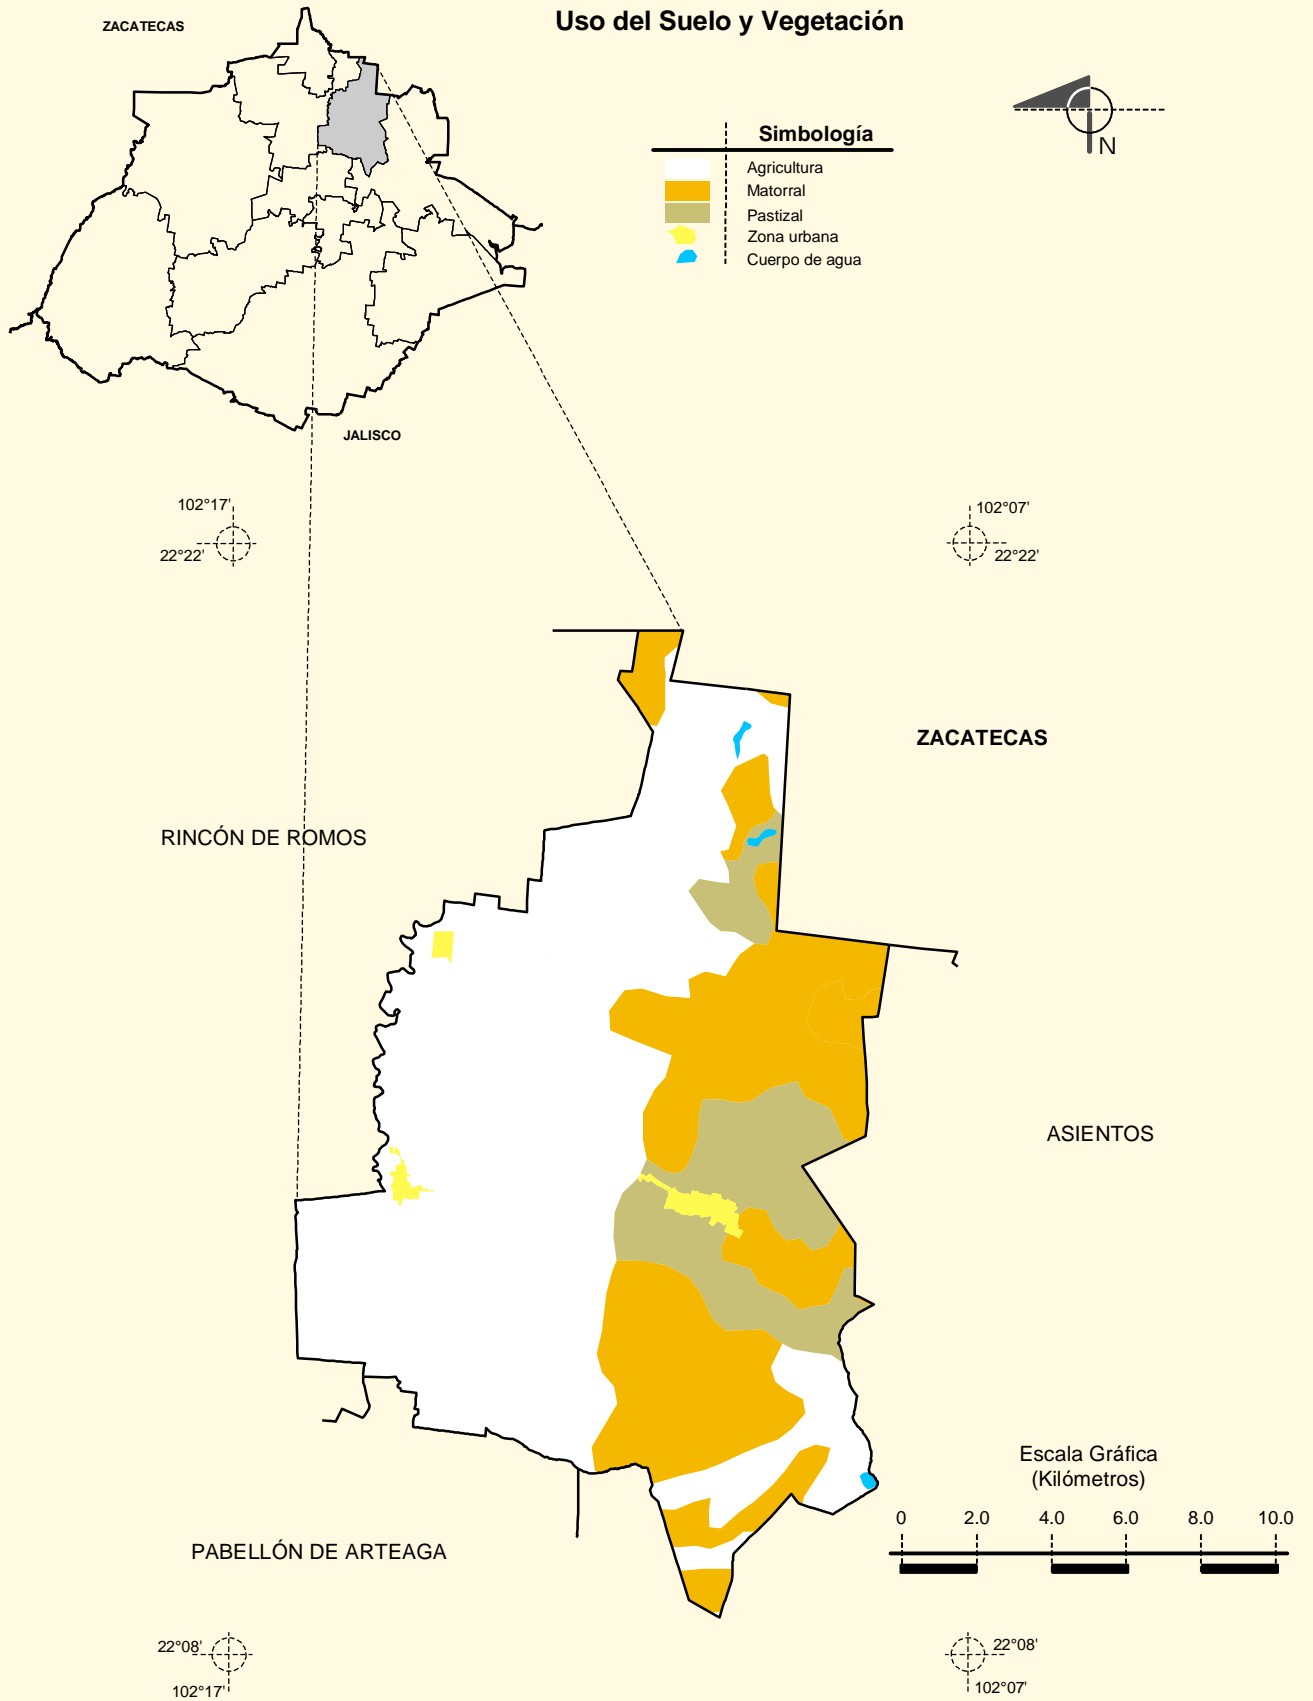 Uso del Suelo y Vegetación
ZACATECAS
JALISCO
Simbología
Agricultura
Matorral
Pastizal
Zona urbana
Cuerpo de agua
N
102°17'
22°22'
102°07'
22°22'
ZACATECAS
RINCÓN DE ROMOS
ASIENTOS
PABELLÓN DE ARTEAGA
Escala Gráfica
(Kilómetros)
0 2.0 4.0 6.0 8.0 10.0
22°08'
102°17'
22°08'
102°07'